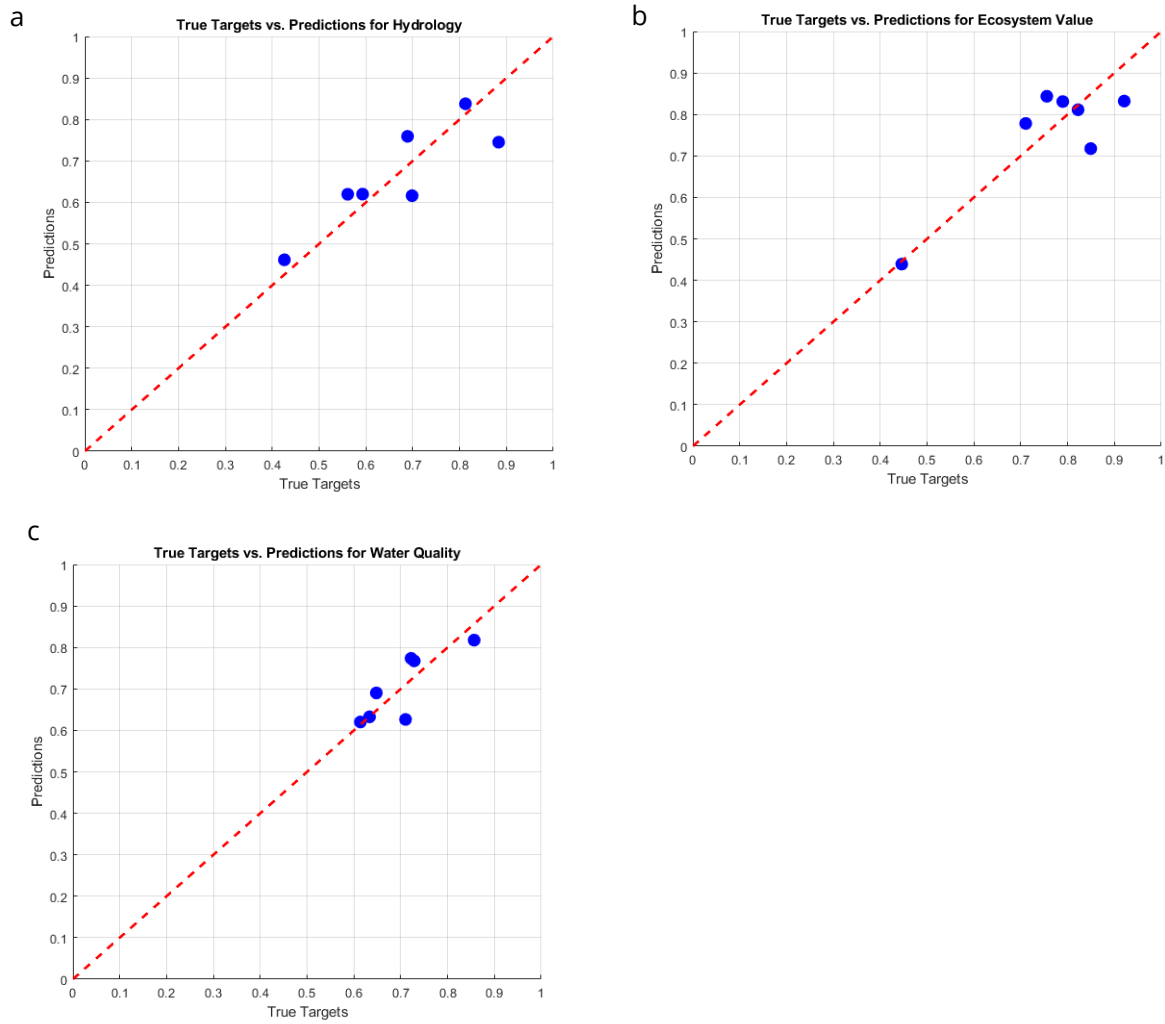 a
True Targets vs. Predictions for Hydrology
1
0.9
0.8
0.7
0.6
0.5
0.4
0.3
0.2
0.1
0
Predictions
0 0.1 0.2 0.3 0.4 0.5 0.6 0.7 0.8 0.9 1
True Targets
b
True Targets vs. Predictions for Ecosystem Value
1
0.9
0.8
0.7
0.6
0.5
0.4
0.3
0.2
0.1
0
Predictions
0 0.1 0.2 0.3 0.4 0.5 0.6 0.7 0.8 0.9 1
True Targets
c
True Targets vs. Predictions for Water Quality
1
0.9
0.8
0.7
0.6
0.5
0.4
0.3
0.2
0.1
0
Predictions
0 0.1 0.2 0.3 0.4 0.5 0.6 0.7 0.8 0.9 1
True Targets